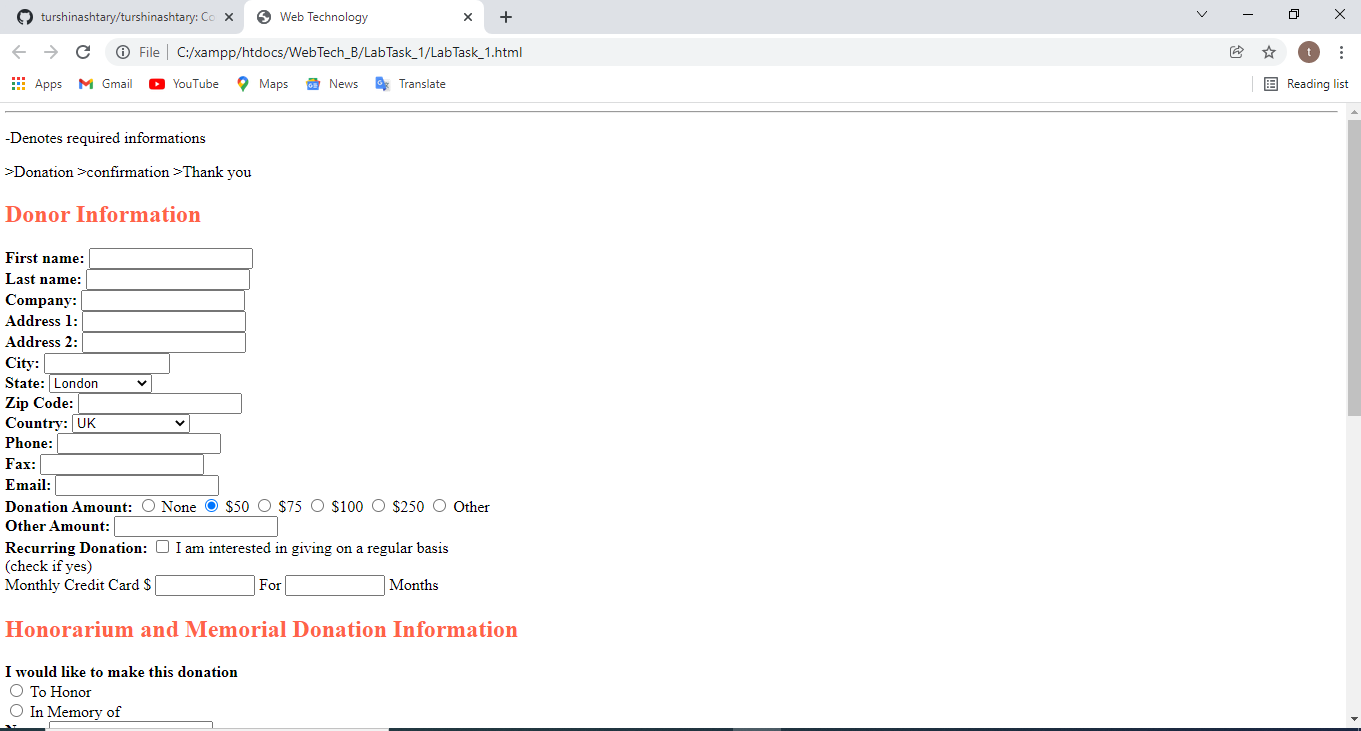 turshinashtary/turshinashtary: Co
Web Technology
File C:/xampp/htdocs/WebTech_B/LabTask_1/LabTask_1.html
t
Apps Gmail YouTube Maps News Translate Reading list
-Denotes required informations
>Donation >confirmation >Thank you
Donor Information
First name:
Last name:
Company:
Address 1:
Address 2:
City:
State: London
Zip Code:
Country: UK
Phone:
Fax:
Email:
Donation Amount: None $50 $75 $100 $250 Other
Other Amount:
Recurring Donation: I am interested in giving on a regular basis
(check if yes)
Monthly Credit Card $ For Months
Honorarium and Memorial Donation Information
I would like to make this donation
To Honor
In Memory of